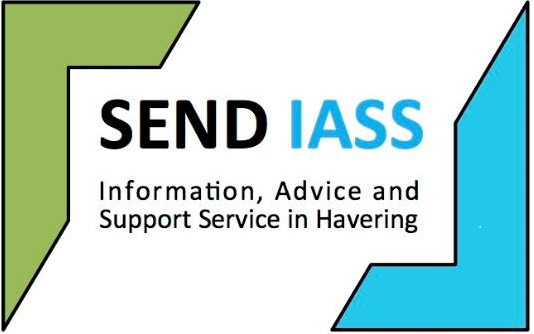 SEND IASS
Information, Advice and
Support Service in Havering